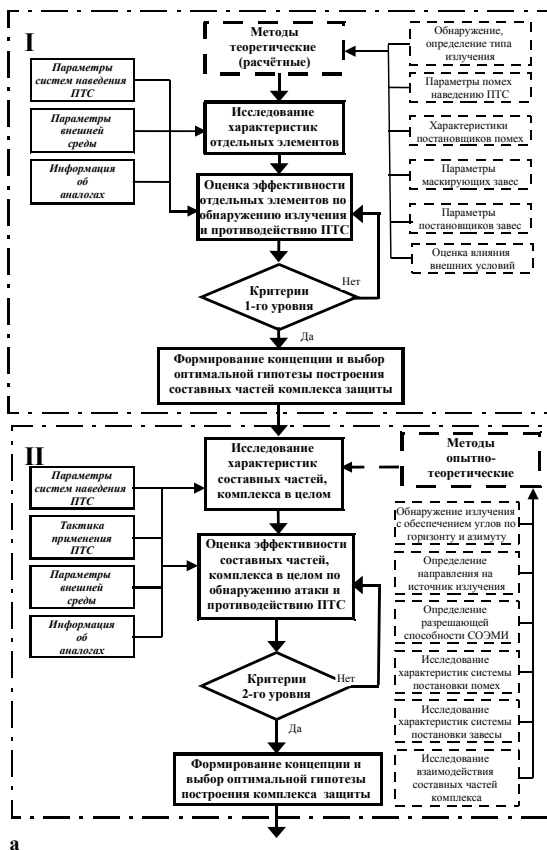 I
Методы
теоретические
(расчётные)
Обнаружение,
определение типа
излучения
Параметры
систем наведения
ПТС
Параметры помех
наведению ПТС
Параметры
внешней
среды
Исследование
характеристик
отдельных элементов
Характеристики
постановщиков помех
Информация
об
аналогах
Оценка эффективности
отдельных элементов по
обнаружению излучения
и противодействию ПТС
Параметры
маскирующих завес
Параметры
постановщиков завес
Оценка влияния
внешних условий
Критерии
1-го уровня
Нет
Да
Формирование концепции и выбор
оптимальной гипотезы построения
составных частей комплекса защиты
II
Исследование
характеристик
составных частей,
комплекса в целом
Методы
опытно-
теоретические
Параметры
систем наведения
ПТС
Тактика
применения
ПТС
Параметры
внешней
среды
Информация
об
аналогах
Оценка эффективности
составных частей,
комплекса в целом по
обнаружению атаки и
противодействию ПТС
Обнаружение излучения
с обеспечением углов по
горизонту и азимуту
Определение
направления на
источник излучения
Определение
разрешающей
способности СОЭМИ
Исследование
характеристик системы
постановки помех
Исследование
характеристик системы
постановки завесы
Исследование
взаимодействия
составных частей
комплекса
Критерии
2-го уровня
Нет
Да
Формирование концепции и
выбор оптимальной гипотезы
построения комплекса защиты
а